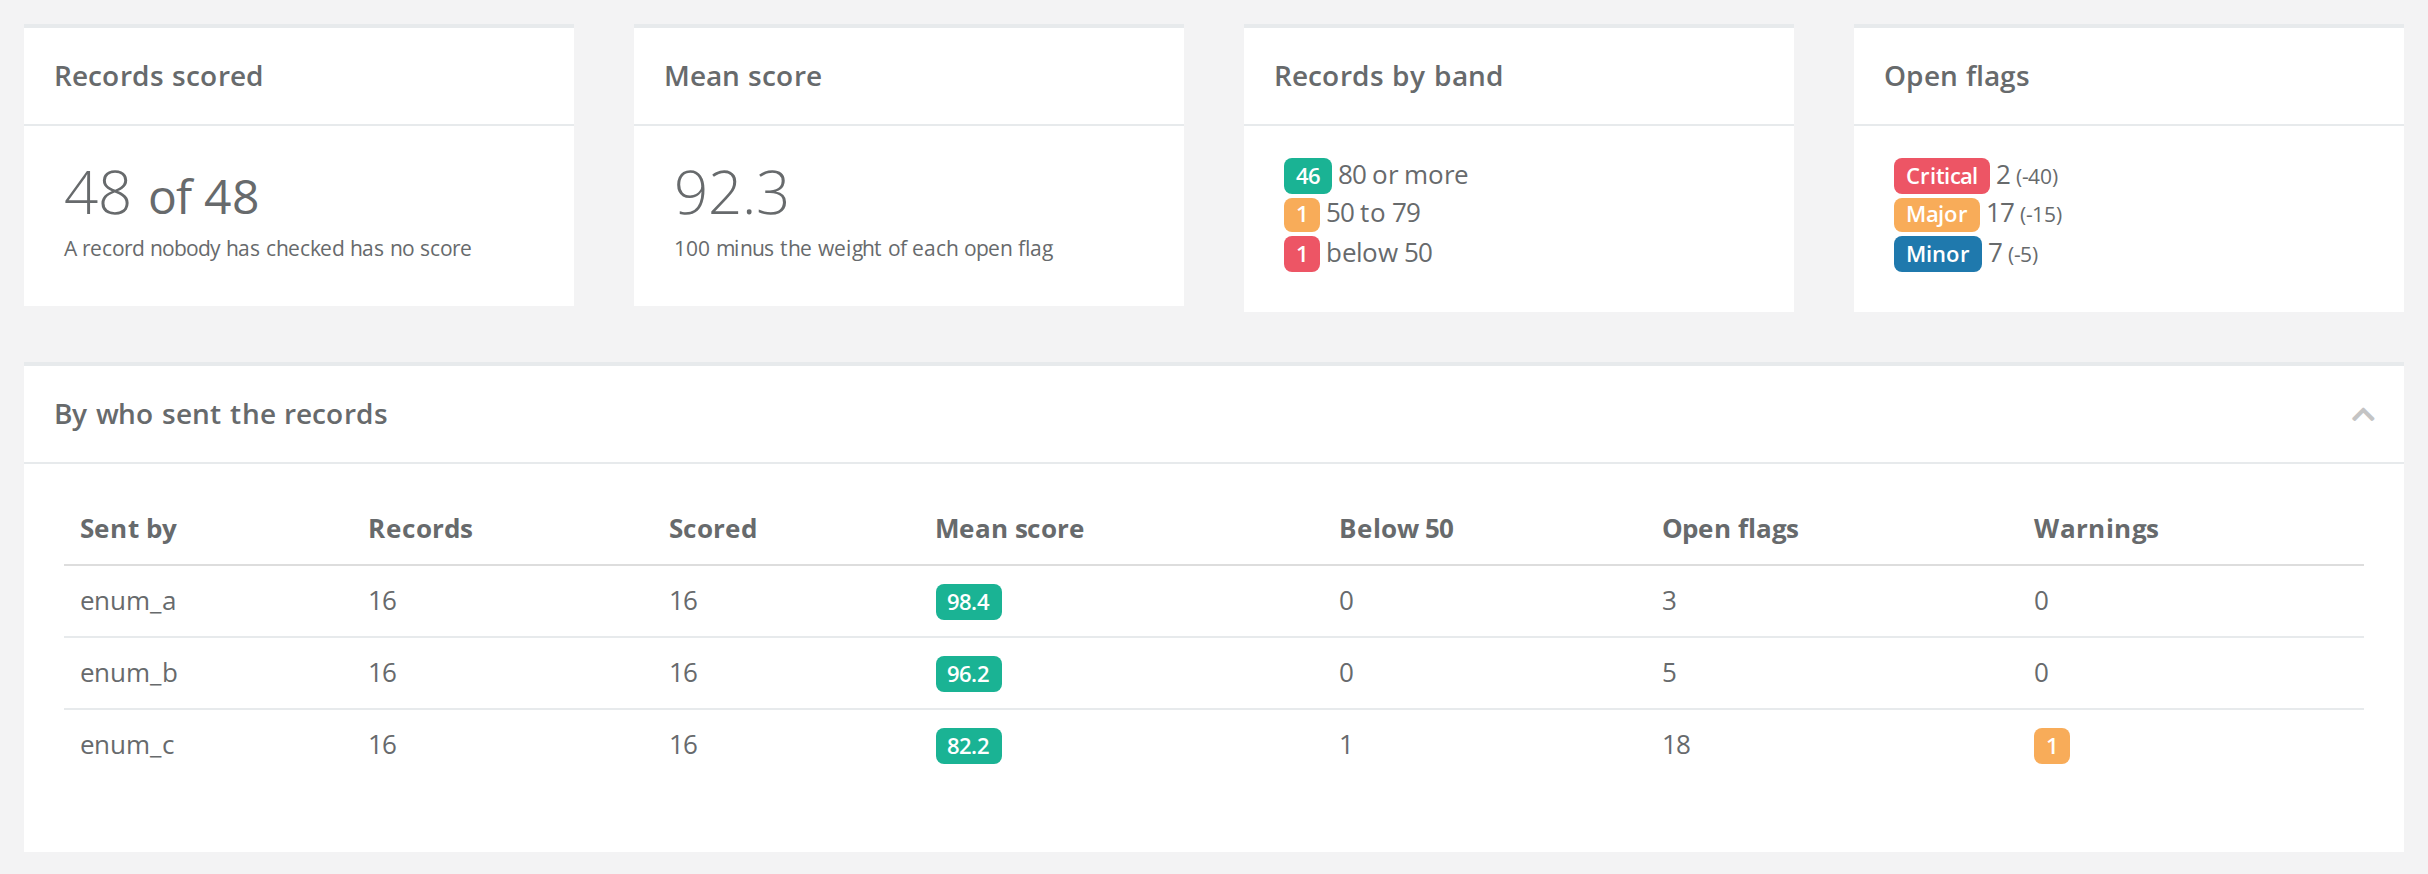 Records scored
48 of 48
A record nobody has checked has no score
Mean score
92.3
100 minus the weight of each open flag
Records by band
46 80 or more
1 50 to 79
1 below 50
Open flags
Critical 2 (-40)
Major 17 (-15)
Minor 7 (-5)
By who sent the records
Sent by Records Scored Mean score Below 50 Open flags Warnings
enum_a 16 16 98.4 0 3 0
enum_b 16 16 96.2 0 5 0
enum_c 16 16 82.2 1 18 1